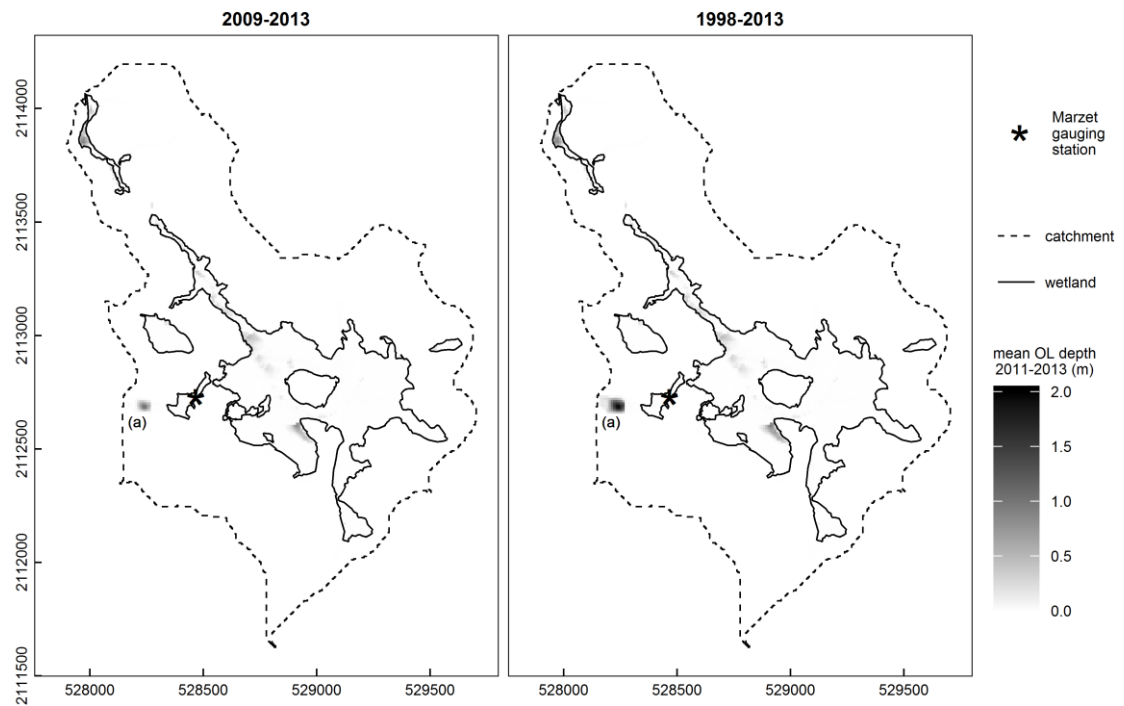 2009-2013
1998-2013
2114000
2113500
2113000
2112500
2112000
2111500
(a)
(a)
528000 528500 529000 529500
528000 528500 529000 529500
*
Marzet
gauging
station
catchment
wetland
mean OL depth
2011-2013 (m)
2.0
1.5
1.0
0.5
0.0